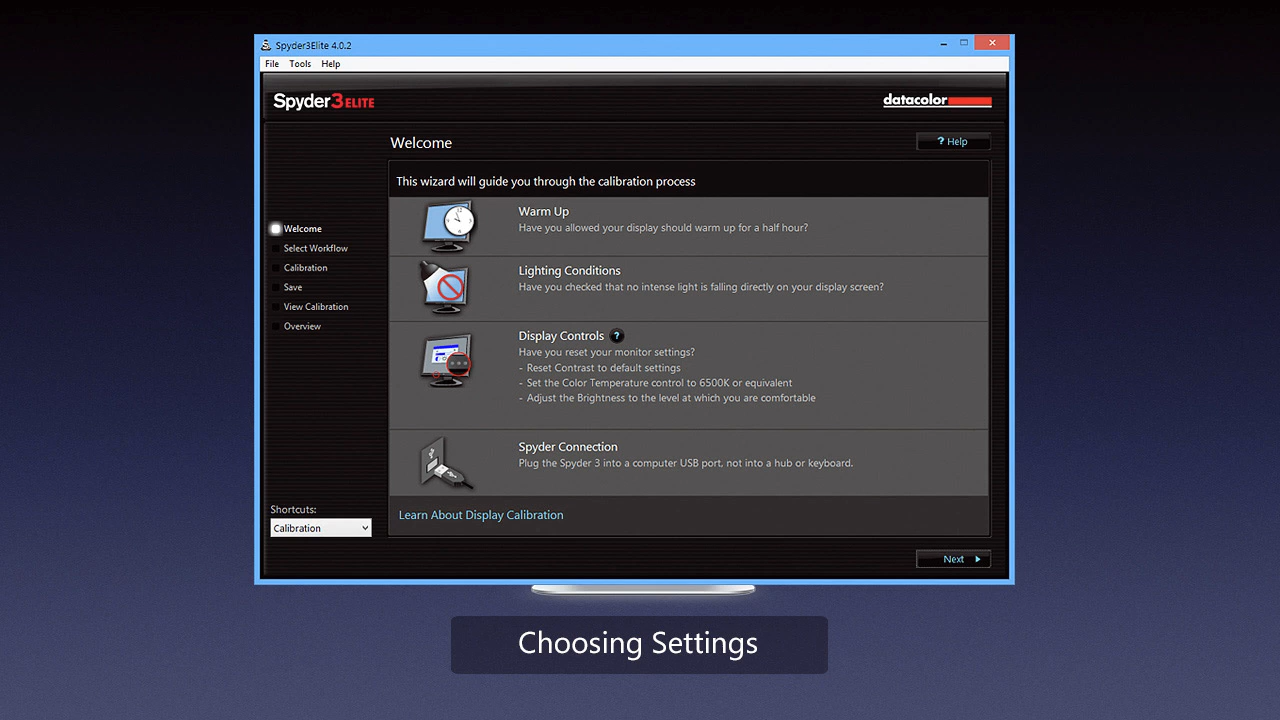 Spyder3Elite 4.0.2
File Tools Help
Spyder3ELITE
datacolor
Welcome
? Help
This wizard will guide you through the calibration process
Warm Up
Have you allowed your display should warm up for a half hour?
Lighting Conditions
Have you checked that no intense light is falling directly on your display screen?
Display Controls ?
Have you reset your monitor settings?
- Reset Contrast to default settings
- Set the Color Temperature control to 6500K or equivalent
- Adjust the Brightness to the level at which you are comfortable
Spyder Connection
Plug the Spyder 3 into a computer USB port, not into a hub or keyboard.
Learn About Display Calibration
Welcome
Select Workflow
Calibration
Save
View Calibration
Overview
Shortcuts:
Calibration
Next
Choosing Settings